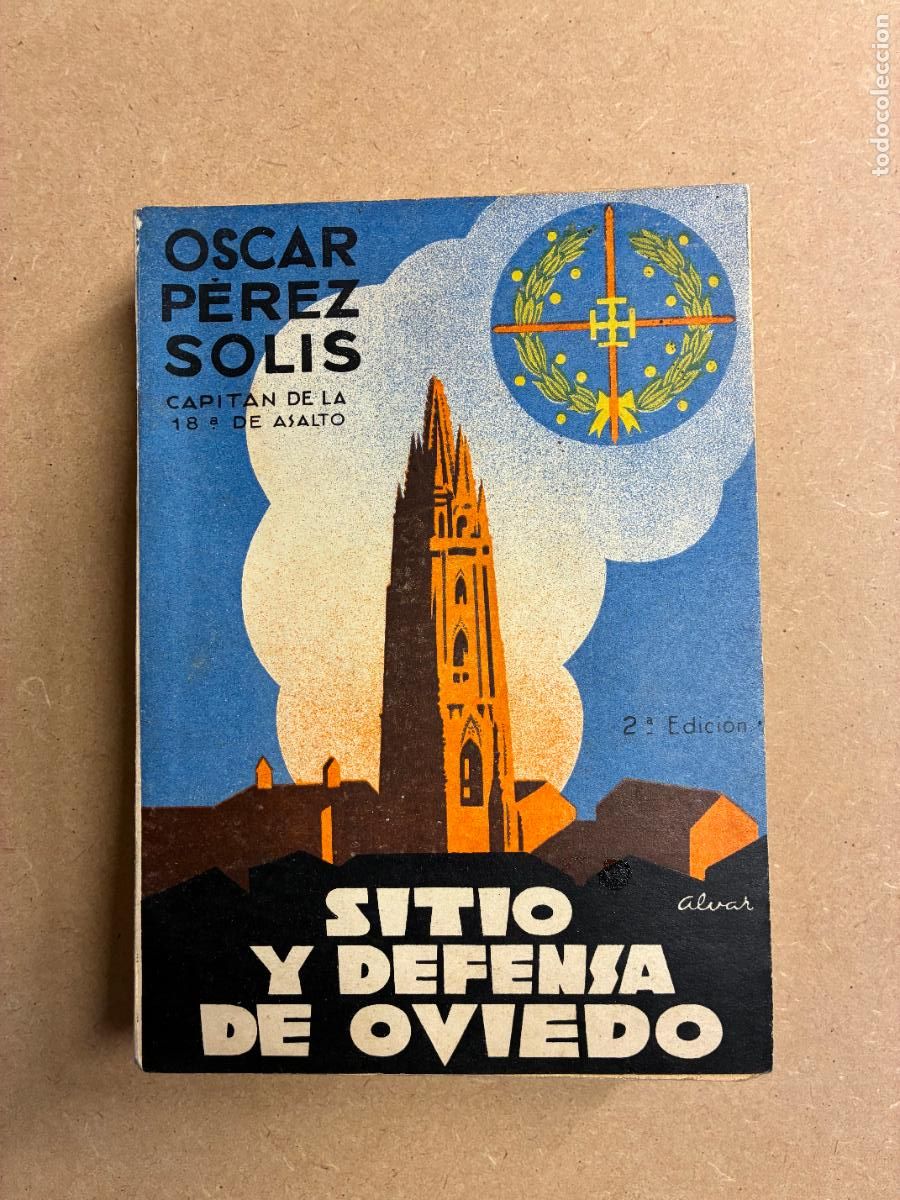 OSCAR
PÉREZ
SOLIS
CAPITAN DE LA
18ª DE ASALTO
2ª Edición
alvar
SITIO
Y DEFENSA
DE OVIEDO
todocoleccion